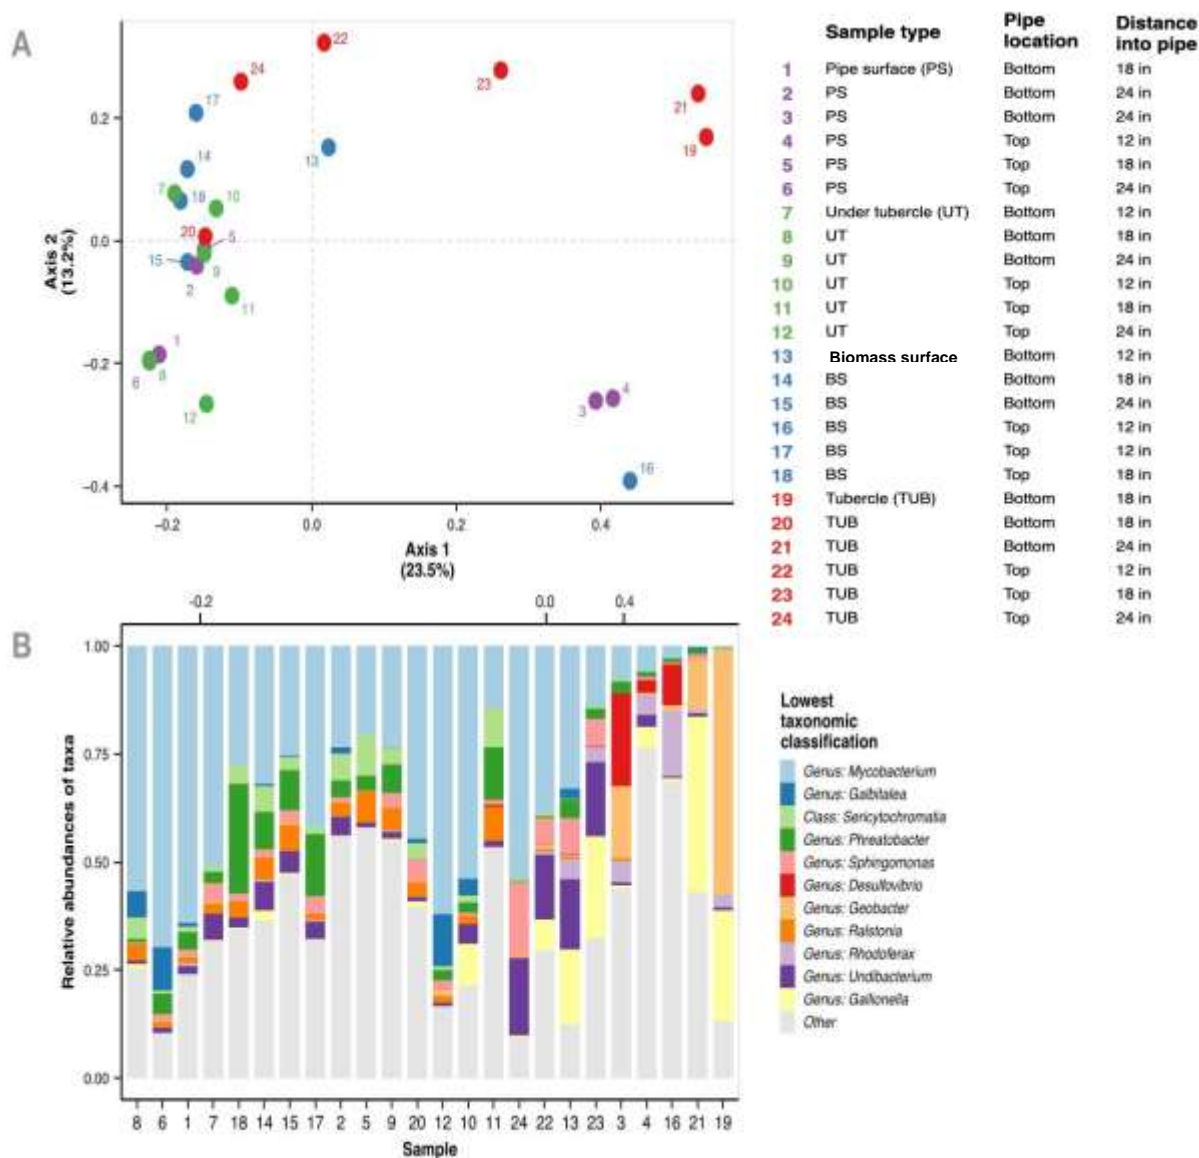 A
Axis 2
(13.2%)
0.2
0.0
−0.2
−0.4
22
24
23
17
21
13
19
14
7
18
10
20
5
15
9
2
11
1
6
8
12
3
4
16
−0.2
0.0
0.2
0.4
Axis 1
(23.5%)
Sample type
Pipe location
Distance into pipe
1 Pipe surface (PS) Bottom 18 in
2 PS Bottom 24 in
3 PS Bottom 24 in
4 PS Top 12 in
5 PS Top 18 in
6 PS Top 24 in
7 Under tubercle (UT) Bottom 12 in
8 UT Bottom 18 in
9 UT Bottom 24 in
10 UT Top 12 in
11 UT Top 18 in
12 UT Top 24 in
13 Biomass surface Bottom 12 in
14 BS Bottom 18 in
15 BS Bottom 24 in
16 BS Top 12 in
17 BS Top 12 in
18 BS Top 18 in
19 Tubercle (TUB) Bottom 18 in
20 TUB Bottom 18 in
21 TUB Bottom 24 in
22 TUB Top 12 in
23 TUB Top 18 in
24 TUB Top 24 in
B
-0.2 0.0 0.4
Relative abundances of taxa
1.00
0.75
0.50
0.25
0.00
8 6 1 7 18 14 15 17 2 5 9 20 12 10 11 24 22 13 23 3 4 16 21 19
Sample
Lowest
taxonomic
classification
Genus: Mycobacterium
Genus: Galbitalea
Class: Sericytochromatia
Genus: Phreatobacter
Genus: Sphingomonas
Genus: Desulfovibrio
Genus: Geobacter
Genus: Ralstonia
Genus: Rhodoferax
Genus: Undibacterium
Genus: Gallionella
Other